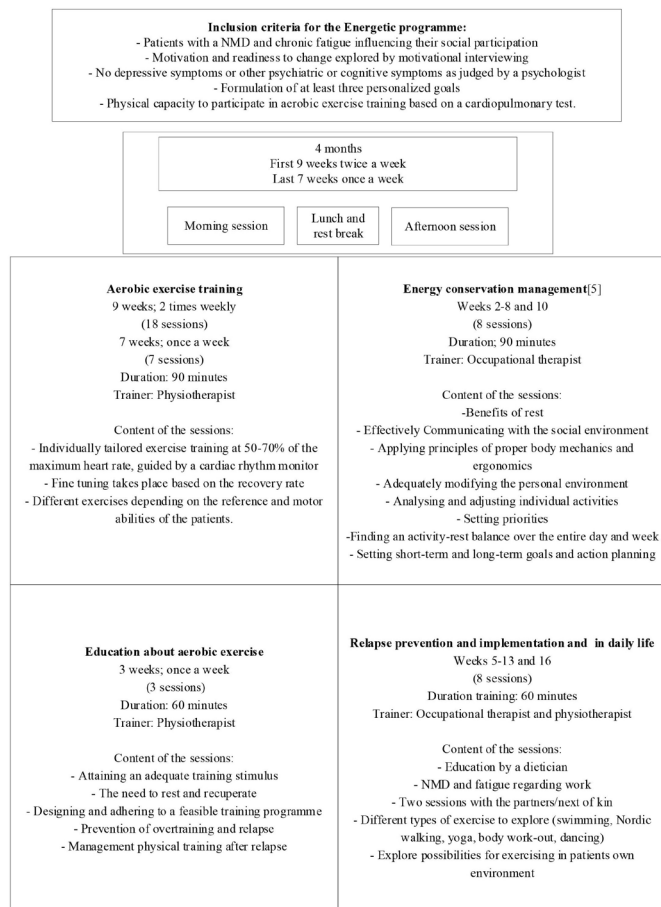 Inclusion criteria for the Energetic programme:
- Patients with a NMD and chronic fatigue influencing their social participation
- Motivation and readiness to change explored by motivational interviewing
- No depressive symptoms or other psychiatric or cognitive symptoms as judged by a psychologist
- Formulation of at least three personalized goals
- Physical capacity to participate in aerobic exercise training based on a cardiopulmonary test.
4 months
First 9 weeks twice a week
Last 7 weeks once a week
Morning session
Lunch and
rest break
Afternoon session
Aerobic exercise training
9 weeks; 2 times weekly
(18 sessions)
7 weeks; once a week
(7 sessions)
Duration: 90 minutes
Trainer: Physiotherapist
Content of the sessions:
- Individually tailored exercise training at 50-70% of the
maximum heart rate, guided by a cardiac rhythm monitor
- Fine tuning takes place based on the recovery rate
- Different exercises depending on the reference and motor
abilities of the patients.
Energy conservation management[5]
Weeks 2-8 and 10
(8 sessions)
Duration; 90 minutes
Trainer: Occupational therapist
Content of the sessions:
-Benefits of rest
- Effectively Communicating with the social environment
- Applying principles of proper body mechanics and
ergonomics
- Adequately modifying the personal environment
- Analysing and adjusting individual activities
- Setting priorities
-Finding an activity-rest balance over the entire day and week
- Setting short-term and long-term goals and action planning
Education about aerobic exercise
3 weeks; once a week
(3 sessions)
Duration: 60 minutes
Trainer: Physiotherapist
Content of the sessions:
- Attaining an adequate training stimulus
- The need to rest and recuperate
- Designing and adhering to a feasible training programme
- Prevention of overtraining and relapse
- Management physical training after relapse
Relapse prevention and implementation and  in daily life
Weeks 5-13 and 16
(8 sessions)
Duration training: 60 minutes
Trainer: Occupational therapist and physiotherapist
Content of the sessions:
- Education by a dietician
- NMD and fatigue regarding work
- Two sessions with the partners/next of kin
- Different types of exercise to explore (swimming, Nordic
walking, yoga, body work-out, dancing)
- Explore possibilities for exercising in patients own
environment